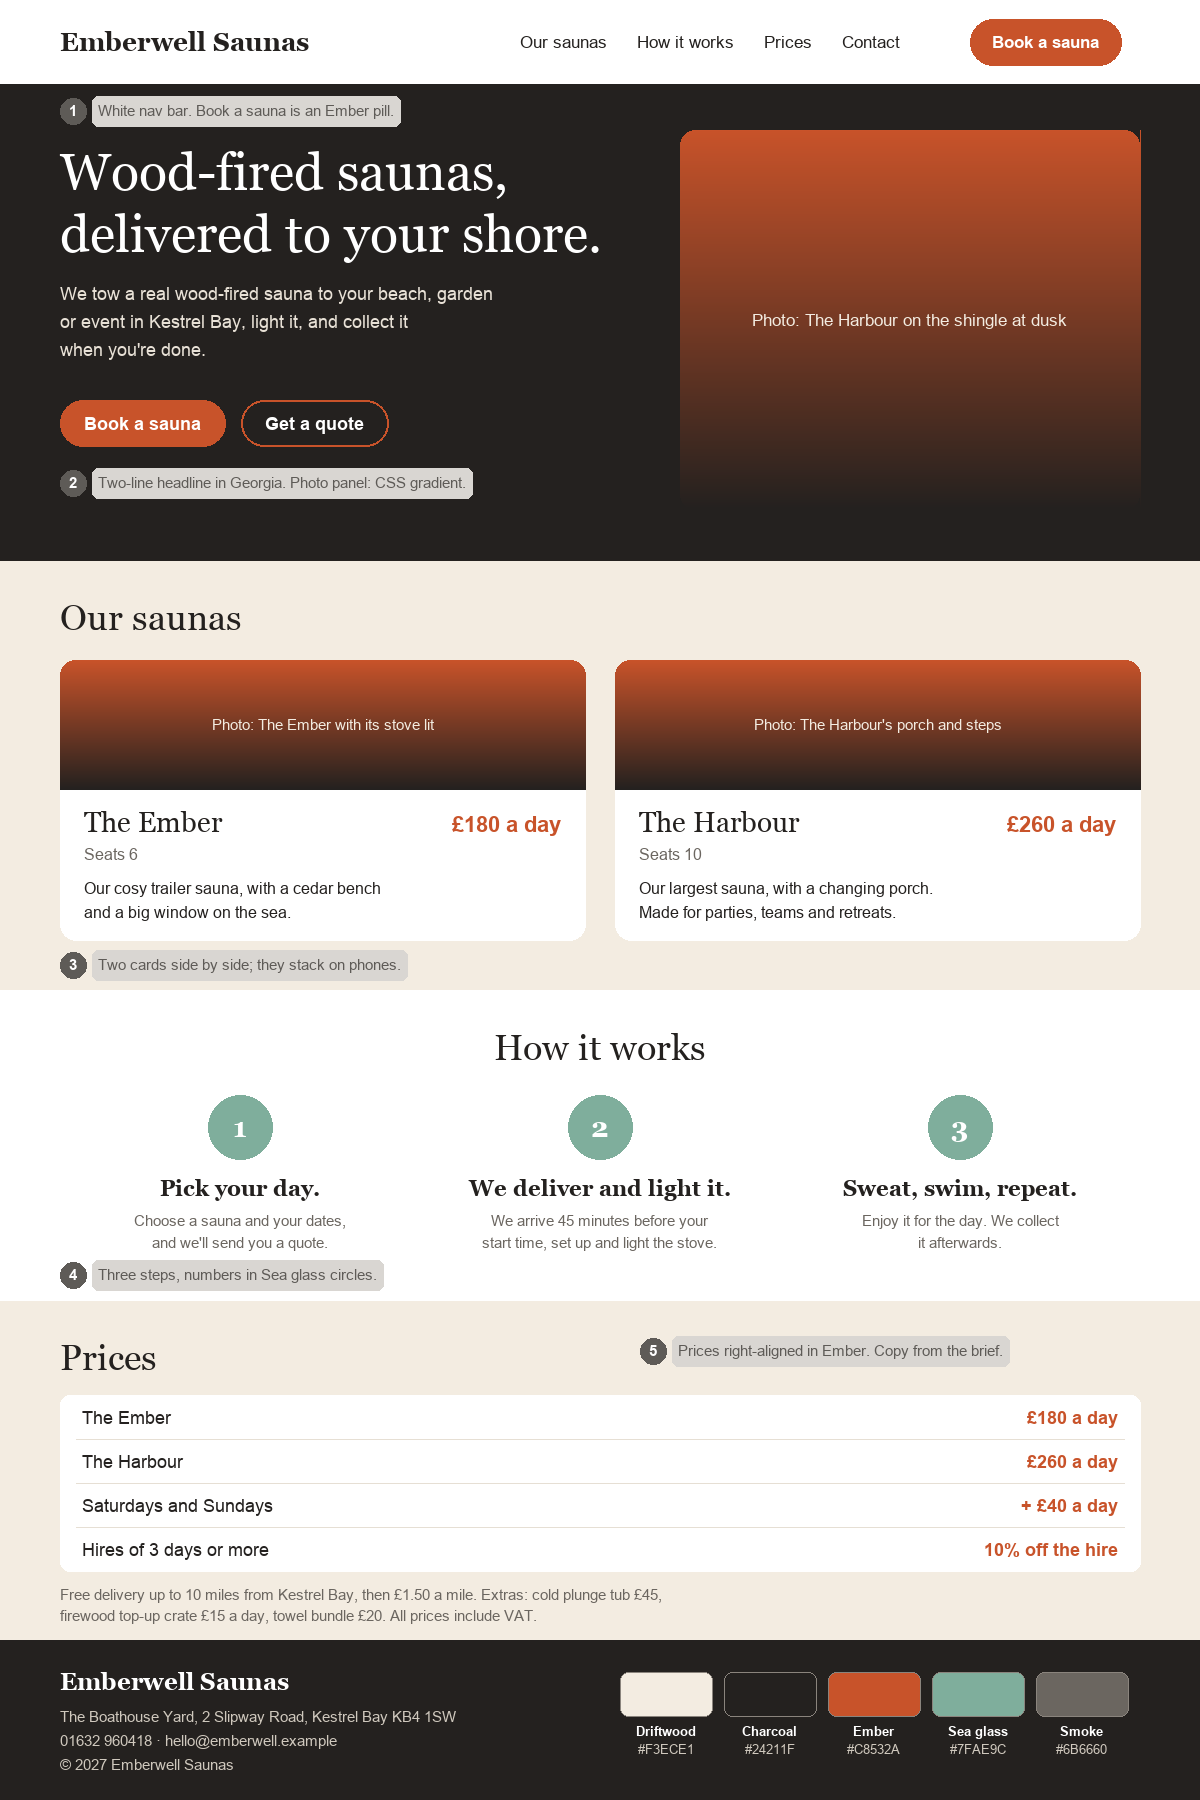 Emberwell Saunas
Our saunas How it works Prices Contact Book a sauna
1 White nav bar. Book a sauna is an Ember pill.
Wood-fired saunas,
delivered to your shore.
We tow a real wood-fired sauna to your beach, garden
or event in Kestrel Bay, light it, and collect it
when you're done.
Book a sauna Get a quote
2 Two-line headline in Georgia. Photo panel: CSS gradient.
Photo: The Harbour on the shingle at dusk
Our saunas
Photo: The Ember with its stove lit
The Ember £180 a day
Seats 6
Our cosy trailer sauna, with a cedar bench
and a big window on the sea.
Photo: The Harbour's porch and steps
The Harbour £260 a day
Seats 10
Our largest sauna, with a changing porch.
Made for parties, teams and retreats.
3 Two cards side by side; they stack on phones.
How it works
1
Pick your day.
Choose a sauna and your dates,
and we'll send you a quote.
2
We deliver and light it.
We arrive 45 minutes before your
start time, set up and light the stove.
3
Sweat, swim, repeat.
Enjoy it for the day. We collect
it afterwards.
4 Three steps, numbers in Sea glass circles.
Prices
5 Prices right-aligned in Ember. Copy from the brief.
The Ember £180 a day
The Harbour £260 a day
Saturdays and Sundays + £40 a day
Hires of 3 days or more 10% off the hire
Free delivery up to 10 miles from Kestrel Bay, then £1.50 a mile. Extras: cold plunge tub £45,
firewood top-up crate £15 a day, towel bundle £20. All prices include VAT.
Emberwell Saunas
The Boathouse Yard, 2 Slipway Road, Kestrel Bay KB4 1SW
01632 960418 · hello@emberwell.example
© 2027 Emberwell Saunas
Driftwood Charcoal Ember Sea glass Smoke
#F3ECE1 #24211F #C8532A #7FAE9C #6B6660